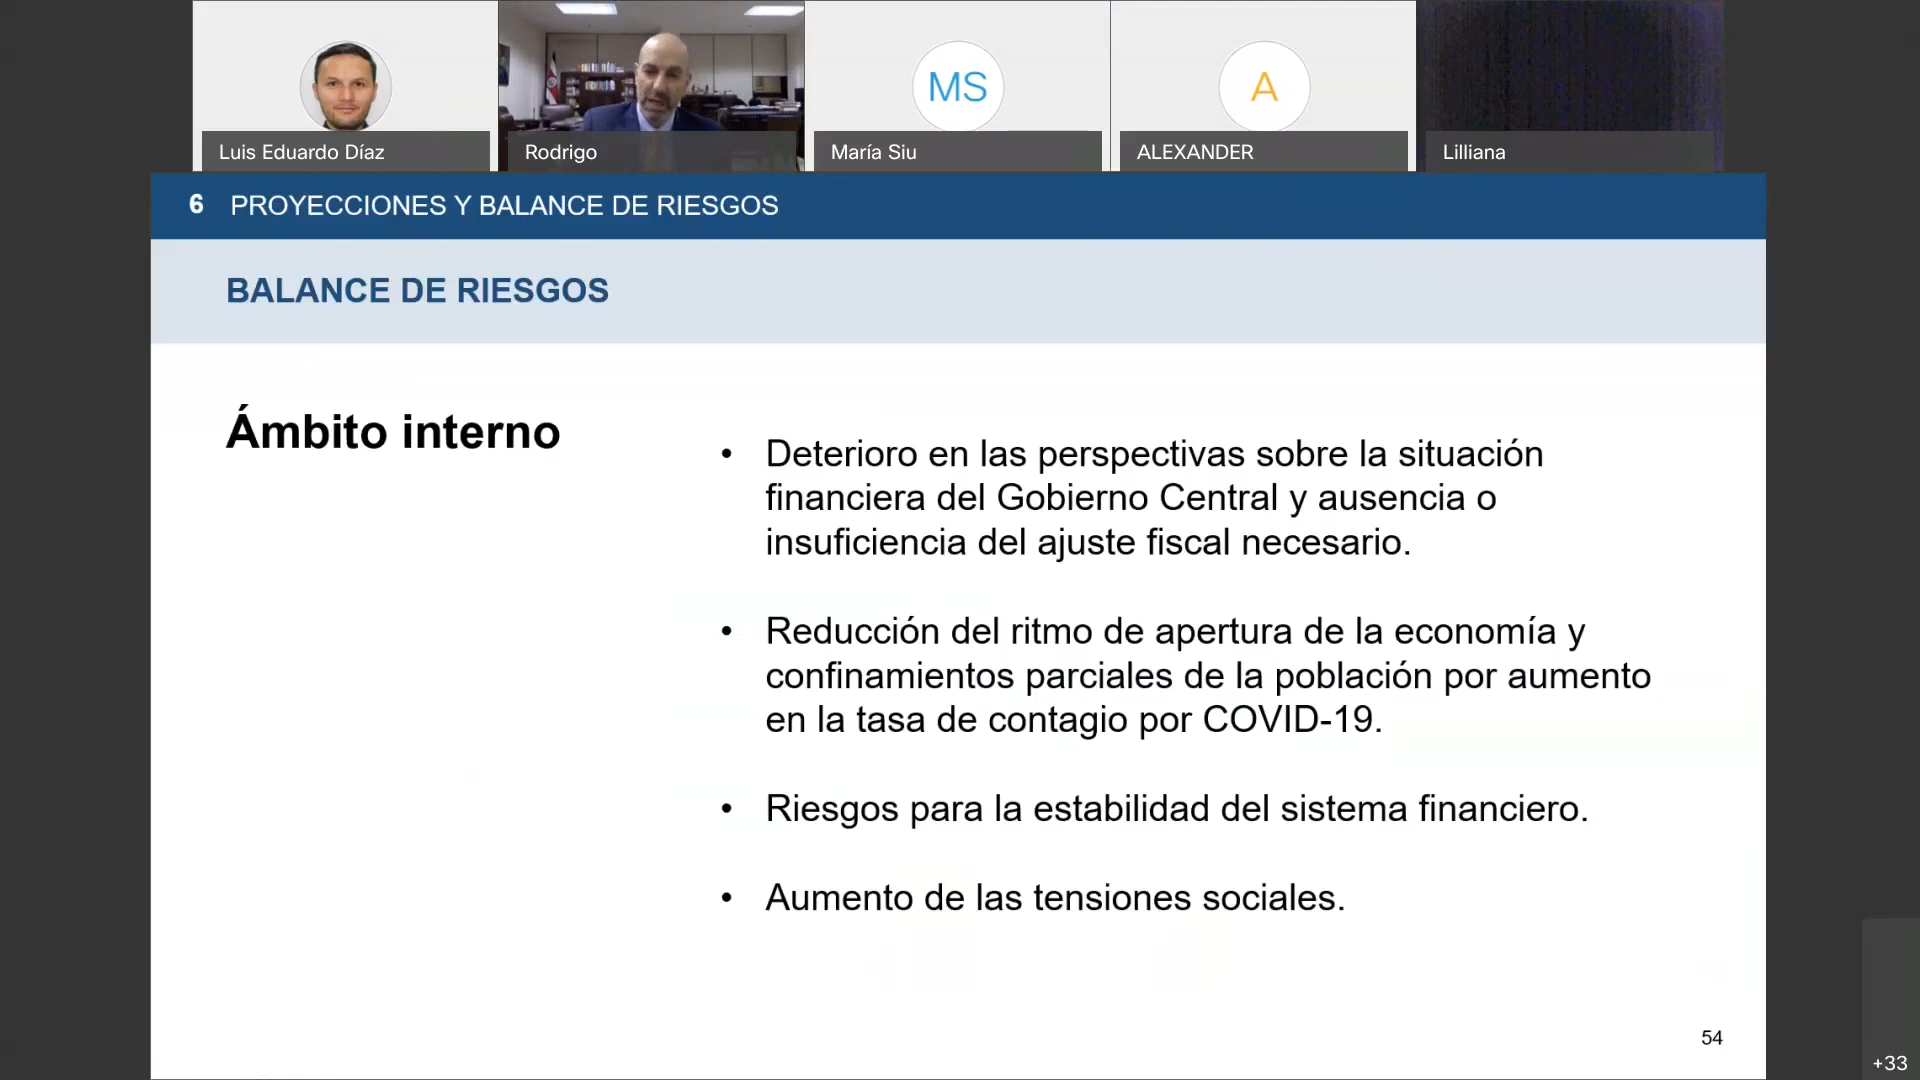 MS
A
Luis Eduardo Díaz
Rodrigo
María Siu
ALEXANDER
Lilliana
6 PROYECCIONES Y BALANCE DE RIESGOS
BALANCE DE RIESGOS
Ámbito interno
• Deterioro en las perspectivas sobre la situación
financiera del Gobierno Central y ausencia o
insuficiencia del ajuste fiscal necesario.
• Reducción del ritmo de apertura de la economía y
confinamientos parciales de la población por aumento
en la tasa de contagio por COVID-19.
• Riesgos para la estabilidad del sistema financiero.
• Aumento de las tensiones sociales.
54
+33